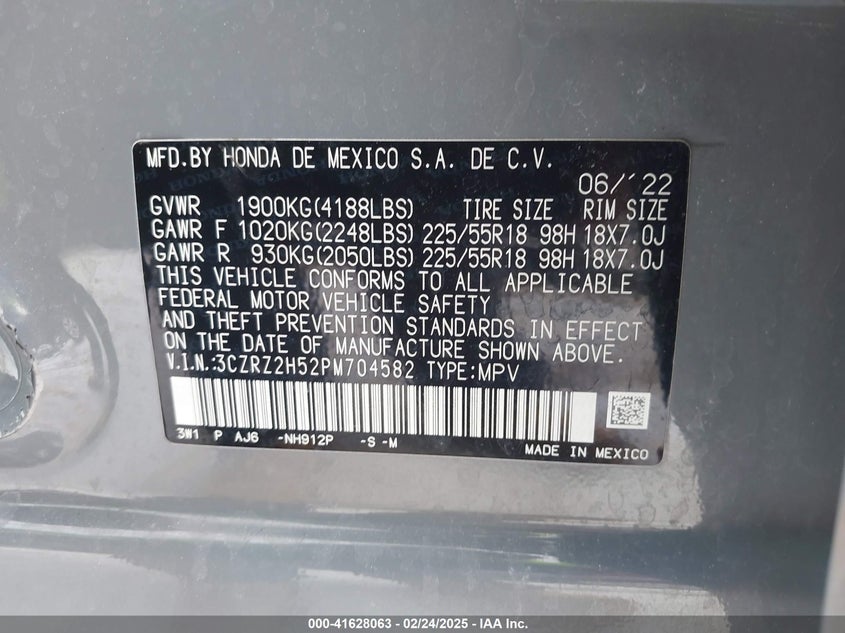 MFD.BY HONDA DE MEXICO S.A. DE C.V.
06/´22
GVWR 1900KG(4188LBS) TIRE SIZE RIM SIZE
GAWR F 1020KG(2248LBS) 225/55R18 98H 18X7.0J
GAWR R 930KG(2050LBS) 225/55R18 98H 18X7.0J
THIS VEHICLE CONFORMS TO ALL APPLICABLE
FEDERAL MOTOR VEHICLE SAFETY
AND THEFT PREVENTION STANDARDS IN EFFECT
ON THE DATE OF MANUFACTURE SHOWN ABOVE.
V.I.N.:3CZRZ2H52PM704582 TYPE:MPV
3W1 P AJ6 -NH912P -S -M
MADE IN MEXICO
000-41628063 - 02/24/2025 - IAA Inc.